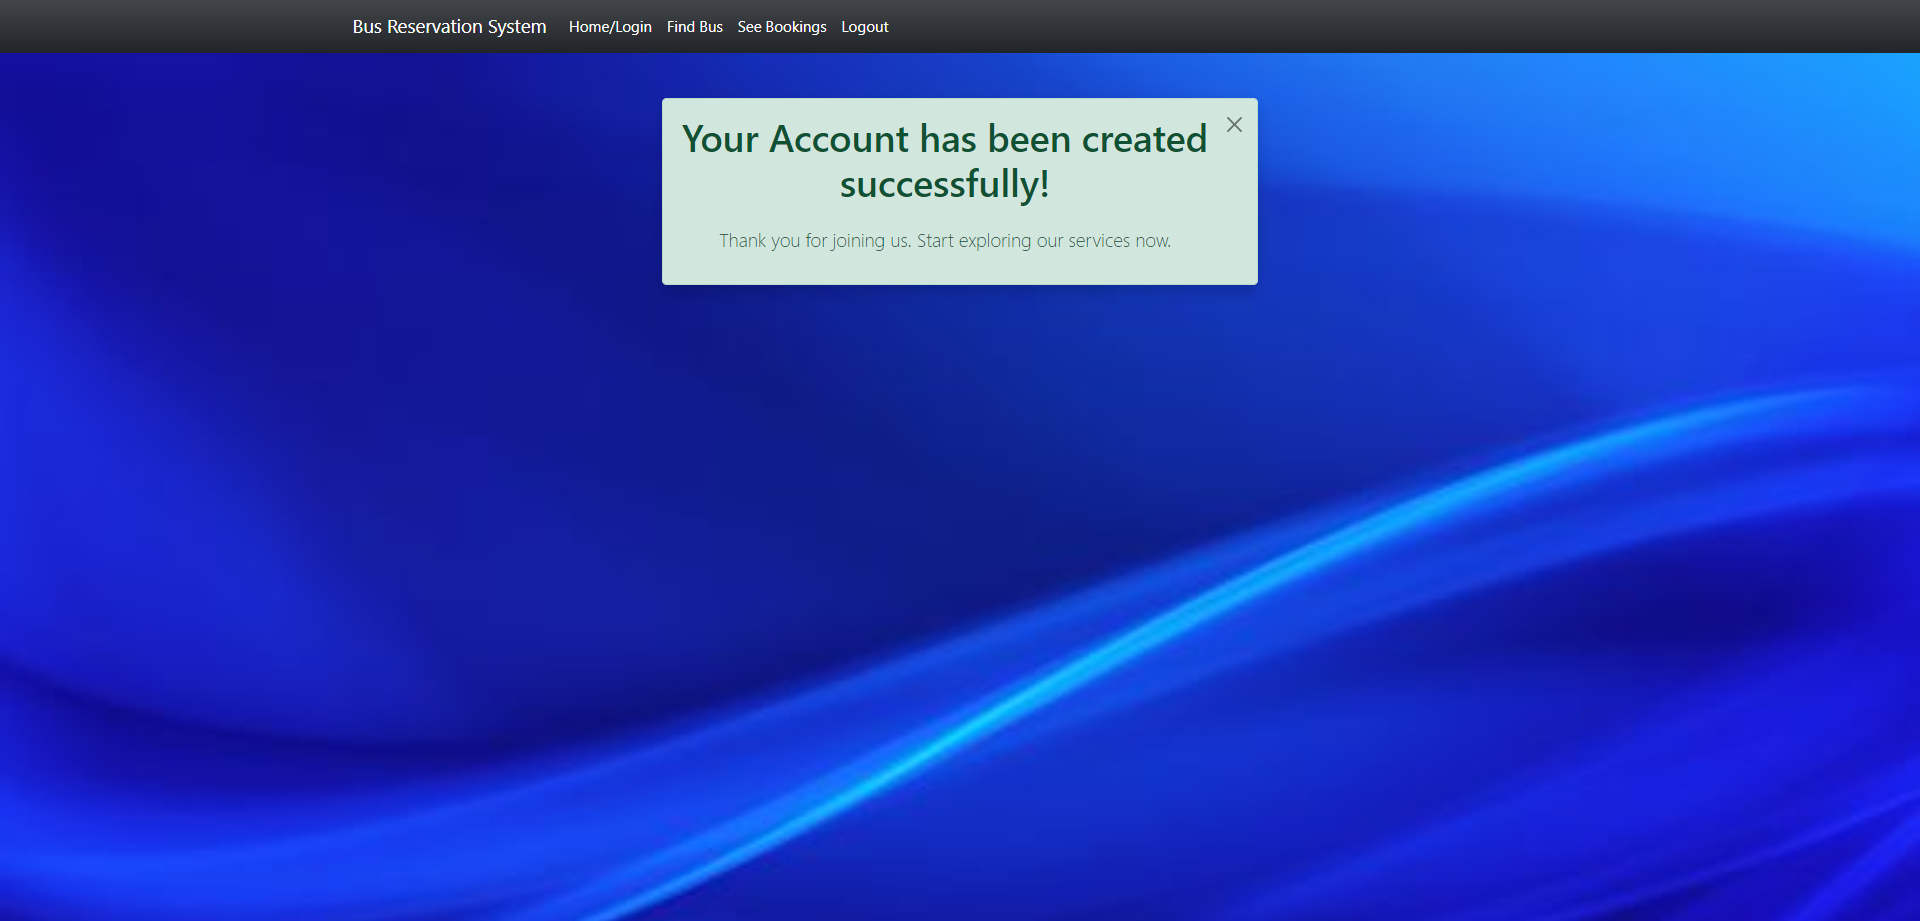 Bus Reservation System Home/Login Find Bus See Bookings Logout
Your Account has been created
successfully!
Thank you for joining us. Start exploring our services now.